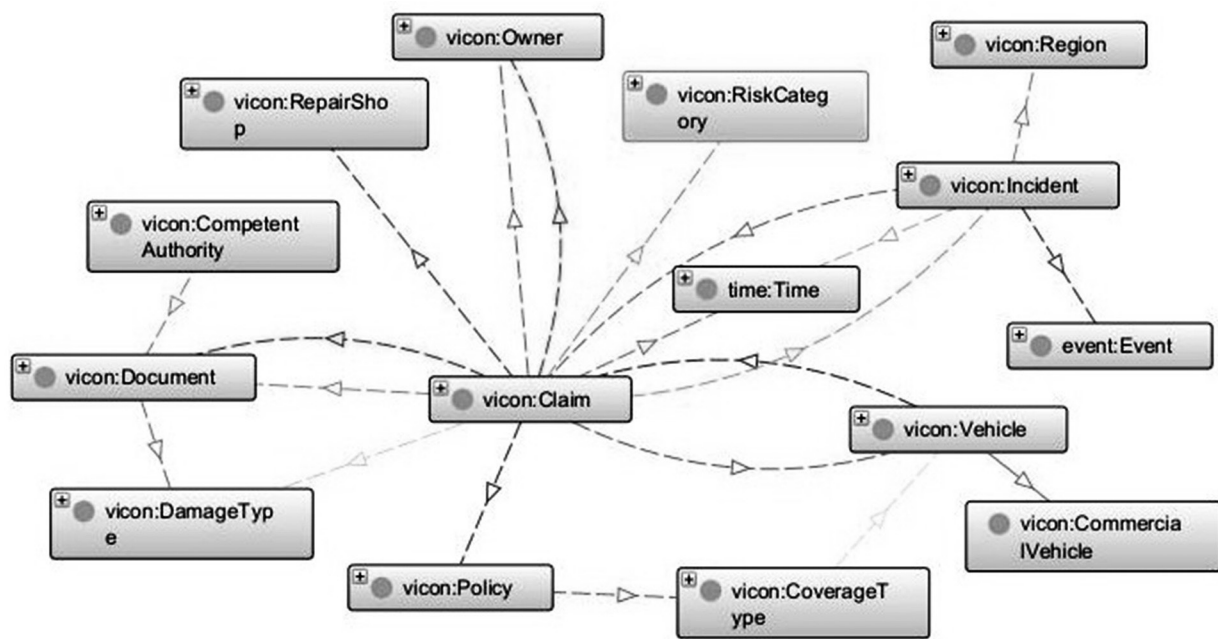 vicon:Owner
vicon:Region
vicon:RepairSho
p
vicon:RiskCateg
ory
vicon:Incident
vicon:Competent
Authority
time:Time
event:Event
vicon:Document
vicon:Claim
vicon:Vehicle
vicon:DamageTyp
e
vicon:Commercia
lVehicle
vicon:Policy
vicon:CoverageT
ype